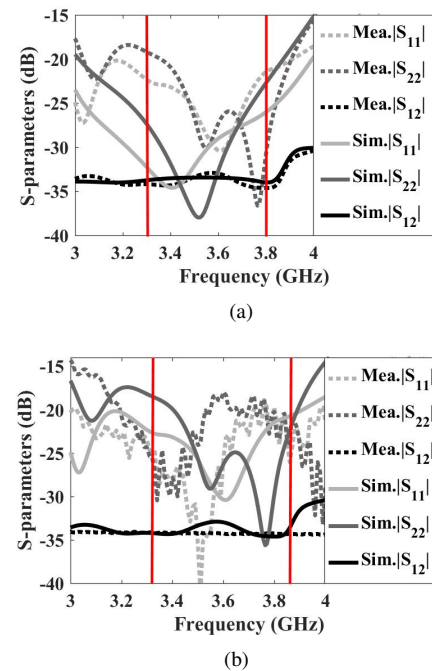 -15
-20
-25
-30
-35
-40
S-parameters (dB)
3 3.2 3.4 3.6 3.8 4
Frequency (GHz)
Mea.|S11|
Mea.|S22|
Mea.|S12|
Sim.|S11|
Sim.|S22|
Sim.|S12|
(a)
-15
-20
-25
-30
-35
-40
S-parameters (dB)
3 3.2 3.4 3.6 3.8 4
Frequency (GHz)
Mea.|S11|
Mea.|S22|
Mea.|S12|
Sim.|S11|
Sim.|S22|
Sim.|S12|
(b)